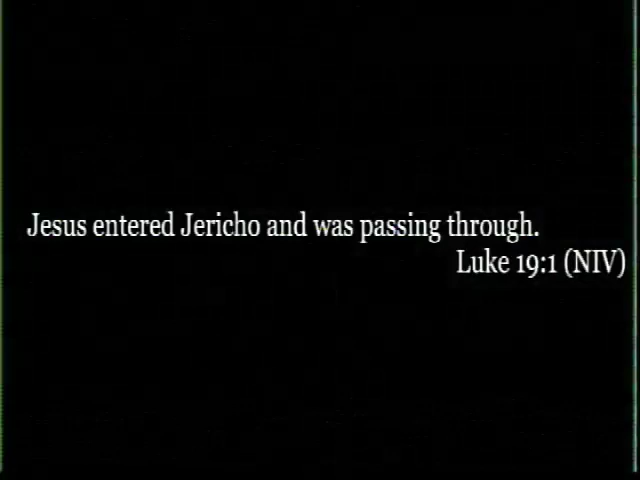 Jesus entered Jericho and was passing through.
Luke 19:1 (NIV)